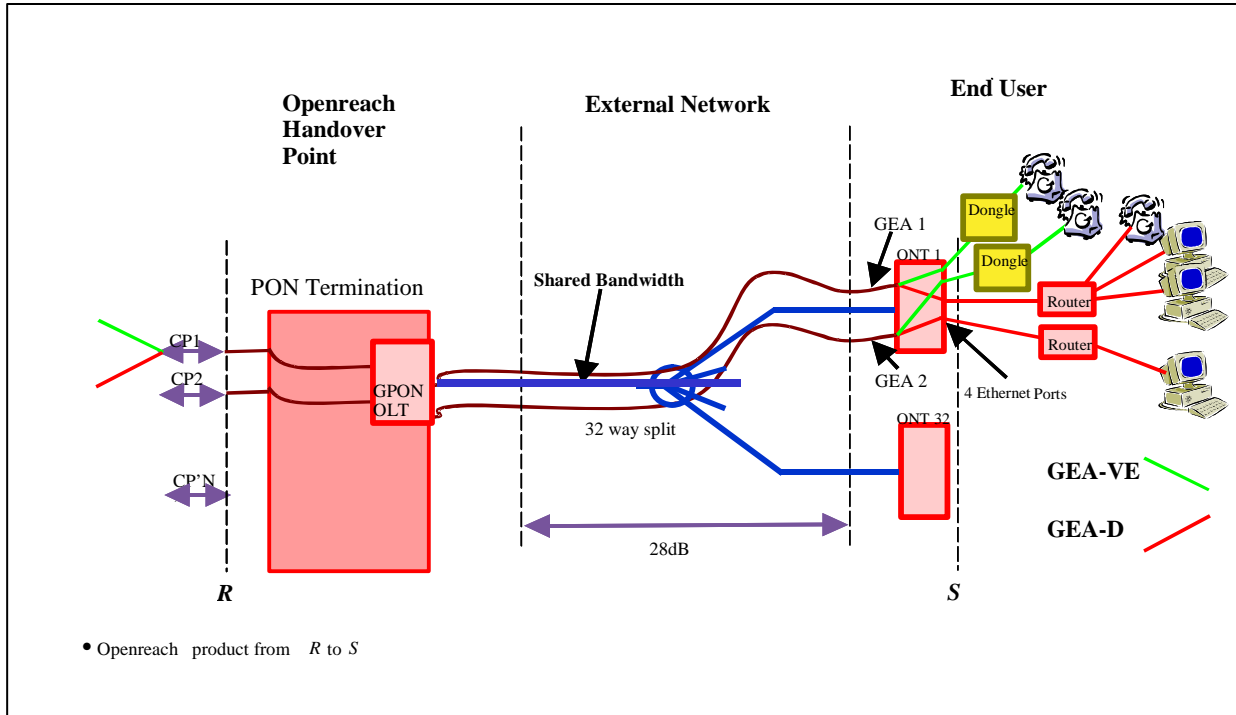 Openreach
Handover
Point
External Network
End User
Dongle
GEA 1
ONT 1
Dongle
Shared Bandwidth
PON Termination
Router
CP1
Router
GEA 2
CP2
GPON
OLT
4 Ethernet Ports
ONT 32
32 way split
GEA-VE
CP’N
GEA-D
28dB
R
S
• Openreach product from R to S